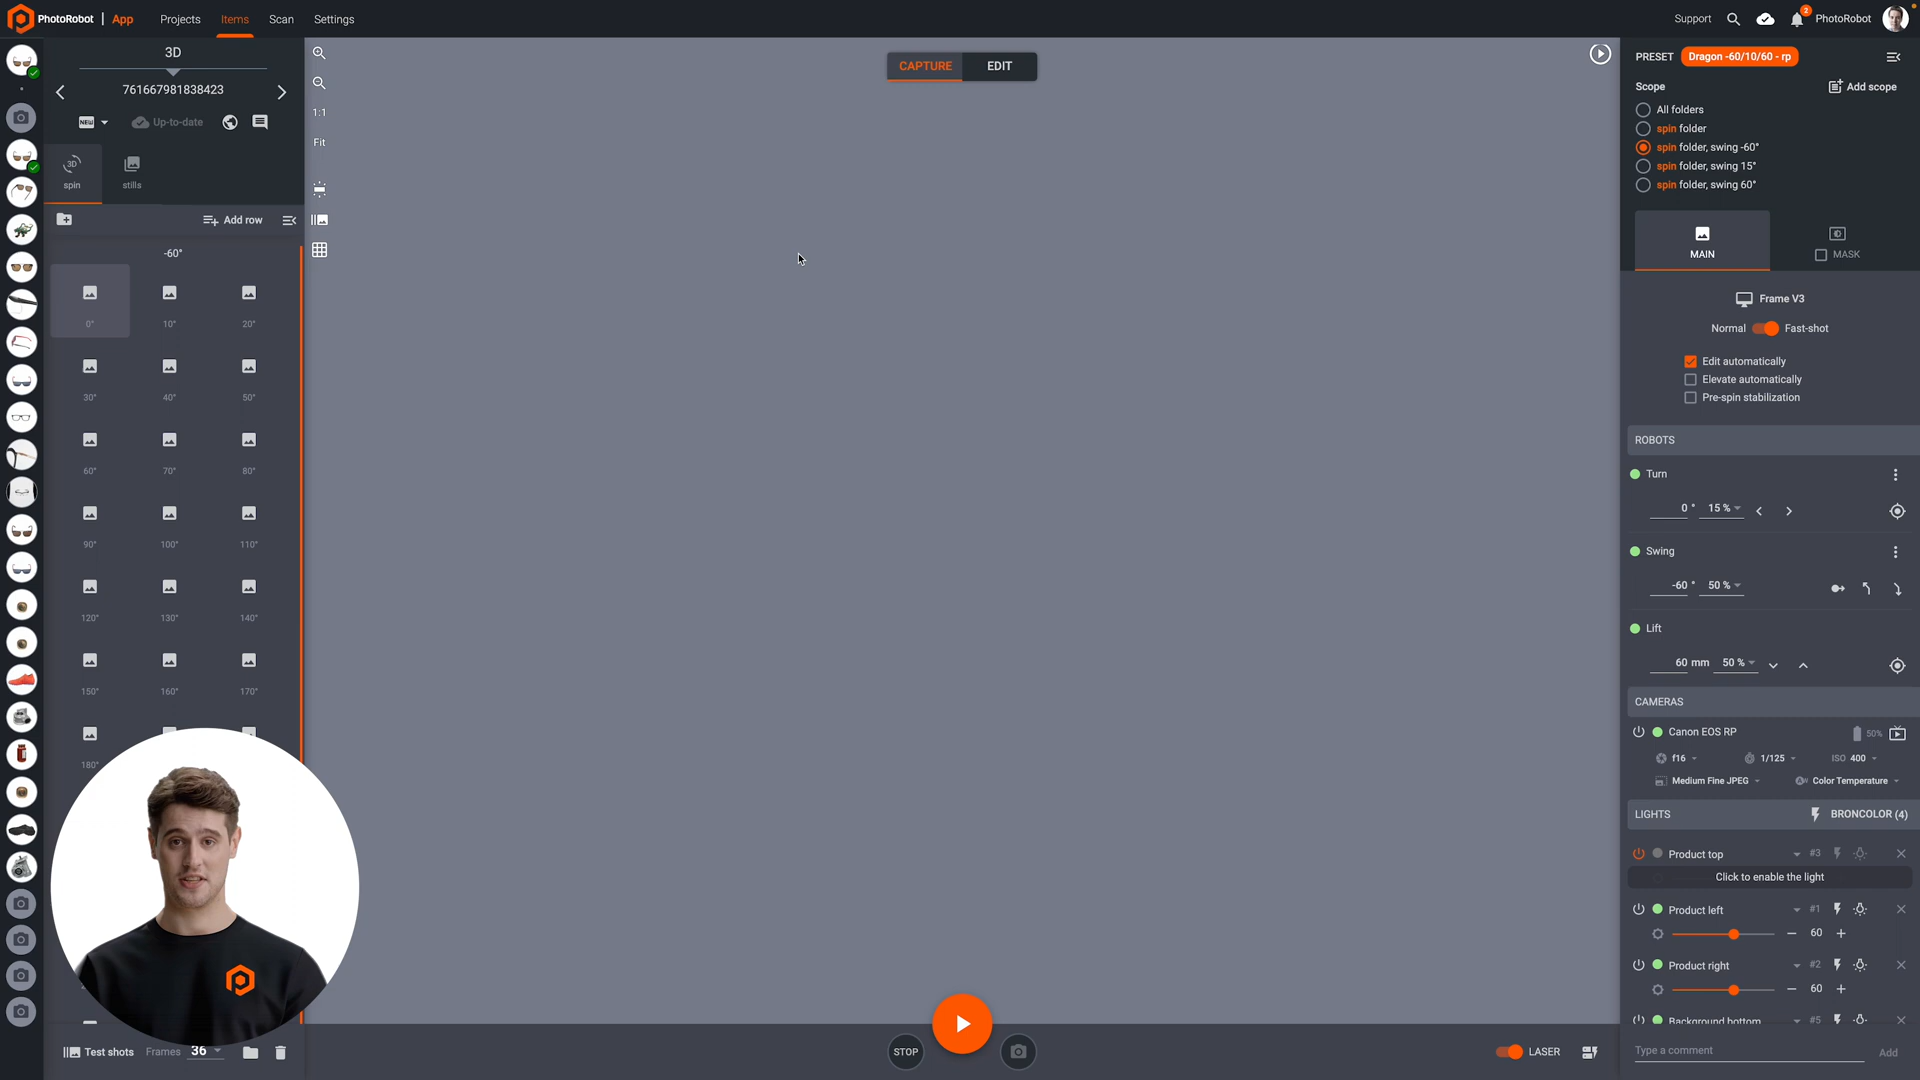 PhotoRobot
App
Projects
Items
Scan
Settings
Support
2
PhotoRobot
3D
761667981838423
NEW
Up-to-date
3D
spin
stills
Add row
-60°
0°
10°
20°
30°
40°
50°
60°
70°
80°
90°
100°
110°
120°
130°
140°
150°
160°
170°
180°
Test shots
Frames
36
1:1
Fit
CAPTURE
EDIT
STOP
LASER
PRESET
Dragon -60/10/60 - rp
Scope
Add scope
All folders
spin folder
spin folder, swing -60°
spin folder, swing 15°
spin folder, swing 60°
MAIN
MASK
Frame V3
Normal
Fast-shot
Edit automatically
Elevate automatically
Pre-spin stabilization
ROBOTS
Turn
0 °
15 %
Swing
-60 °
50 %
Lift
60 mm
50 %
CAMERAS
Canon EOS RP
50%
f16
1/125
ISO 400
Medium Fine JPEG
Color Temperature
LIGHTS
BRONCOLOR (4)
Product top
#3
Click to enable the light
Product left
#1
60
Product right
#2
60
Background bottom
#5
Type a comment
Add